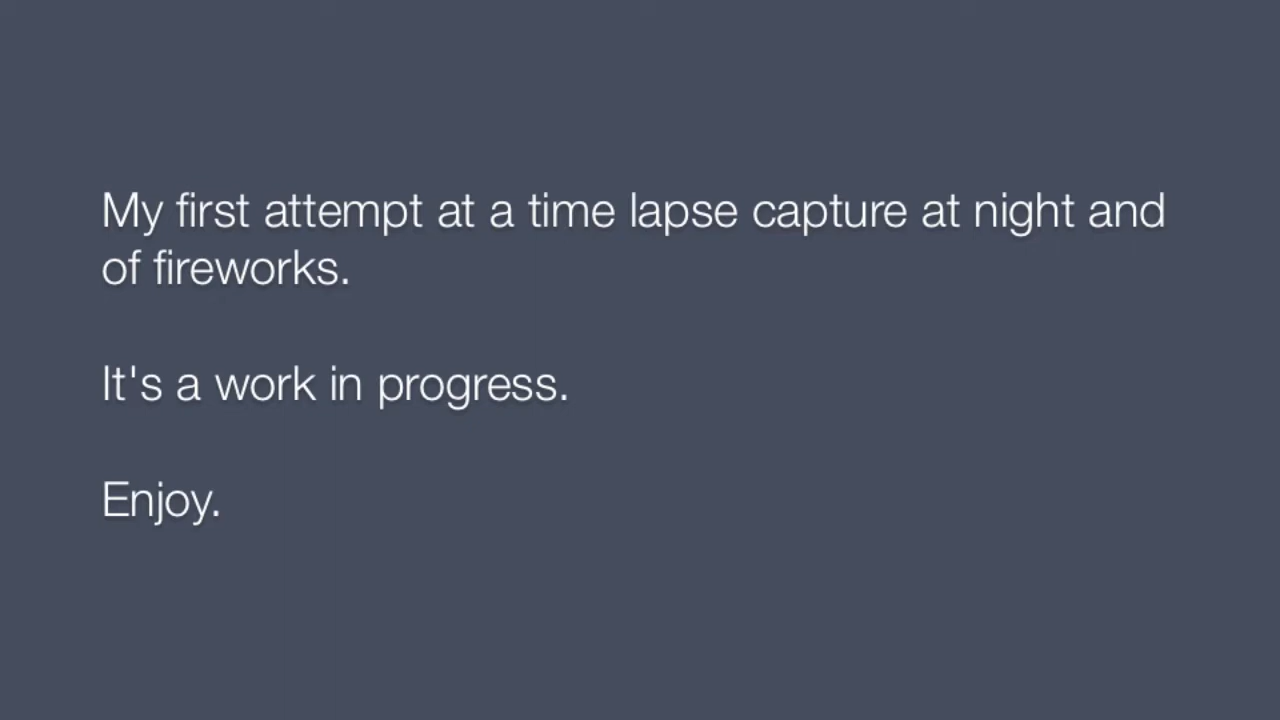 My first attempt at a time lapse capture at night and
of fireworks.
It's a work in progress.
Enjoy.